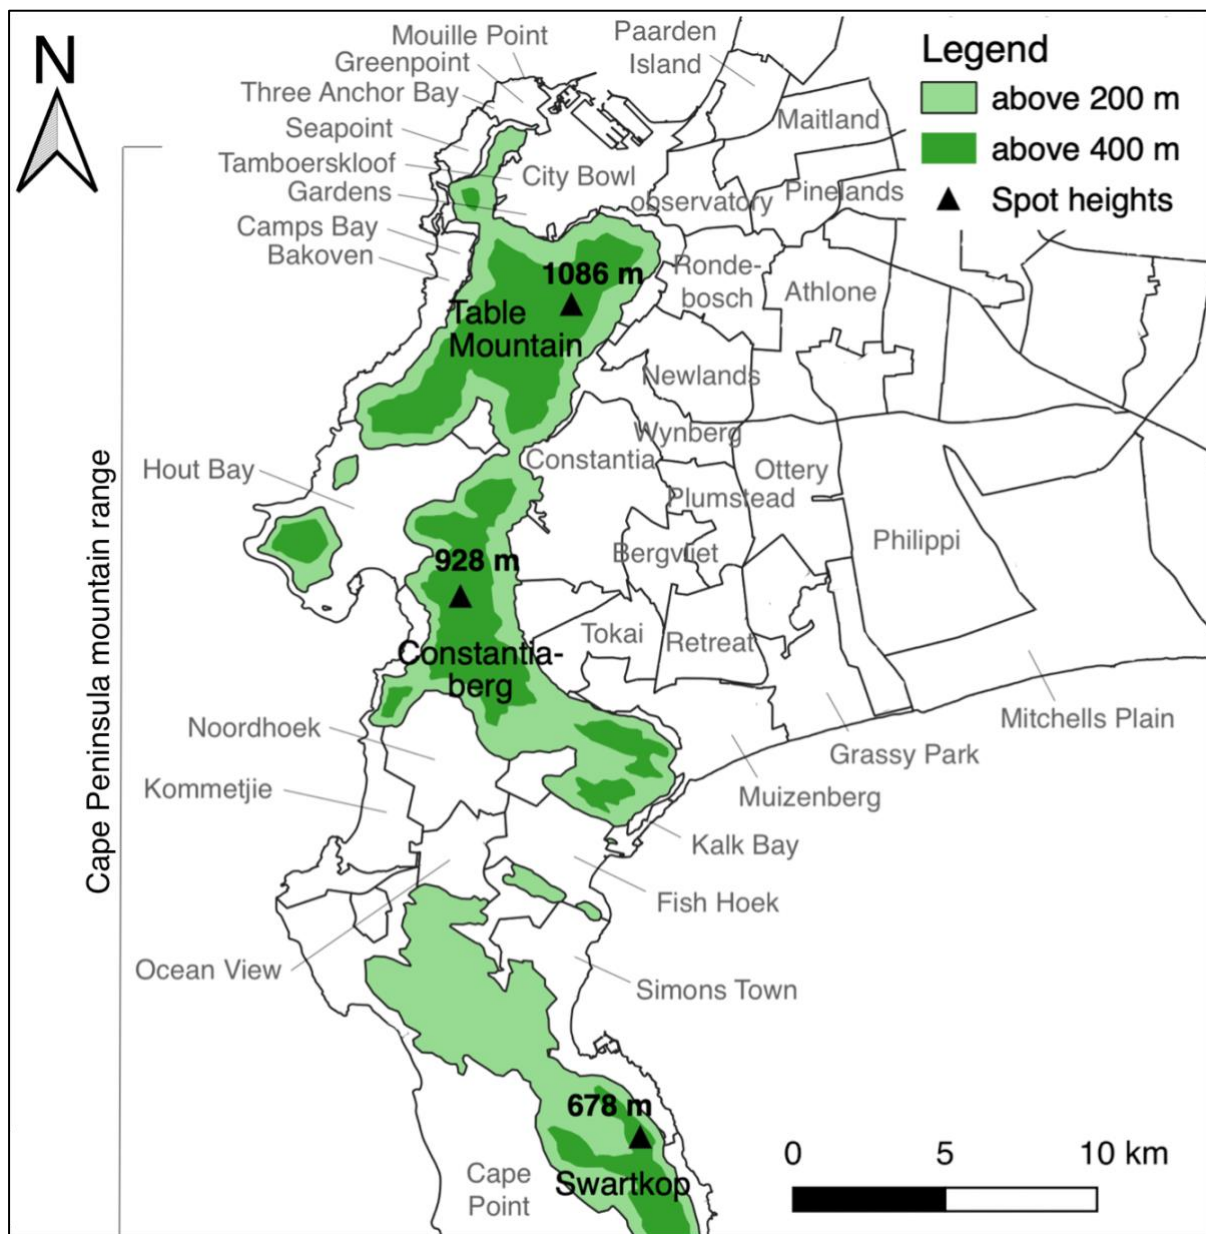 N
Mouille Point
Greenpoint
Three Anchor Bay
Seapoint
Tamboerskloof
Gardens
Camps Bay
Bakoven
Paarden
Island
Legend
above 200 m
above 400 m
Spot heights
Maitland
City Bowl
observatory
Pinelands
1086 m
Table
Mountain
Ronde-
bosch
Athlone
Newlands
Wynberg
Constantia
Ottery
Plumstead
Hout Bay
Philippi
Bergvliet
928 m
Constantia-
berg
Tokai
Retreat
Cape Peninsula mountain range
Noordhoek
Kommetjie
Mitchells Plain
Grassy Park
Muizenberg
Kalk Bay
Fish Hoek
Ocean View
Simons Town
678 m
Swartkop
Cape
Point
0 5 10 km